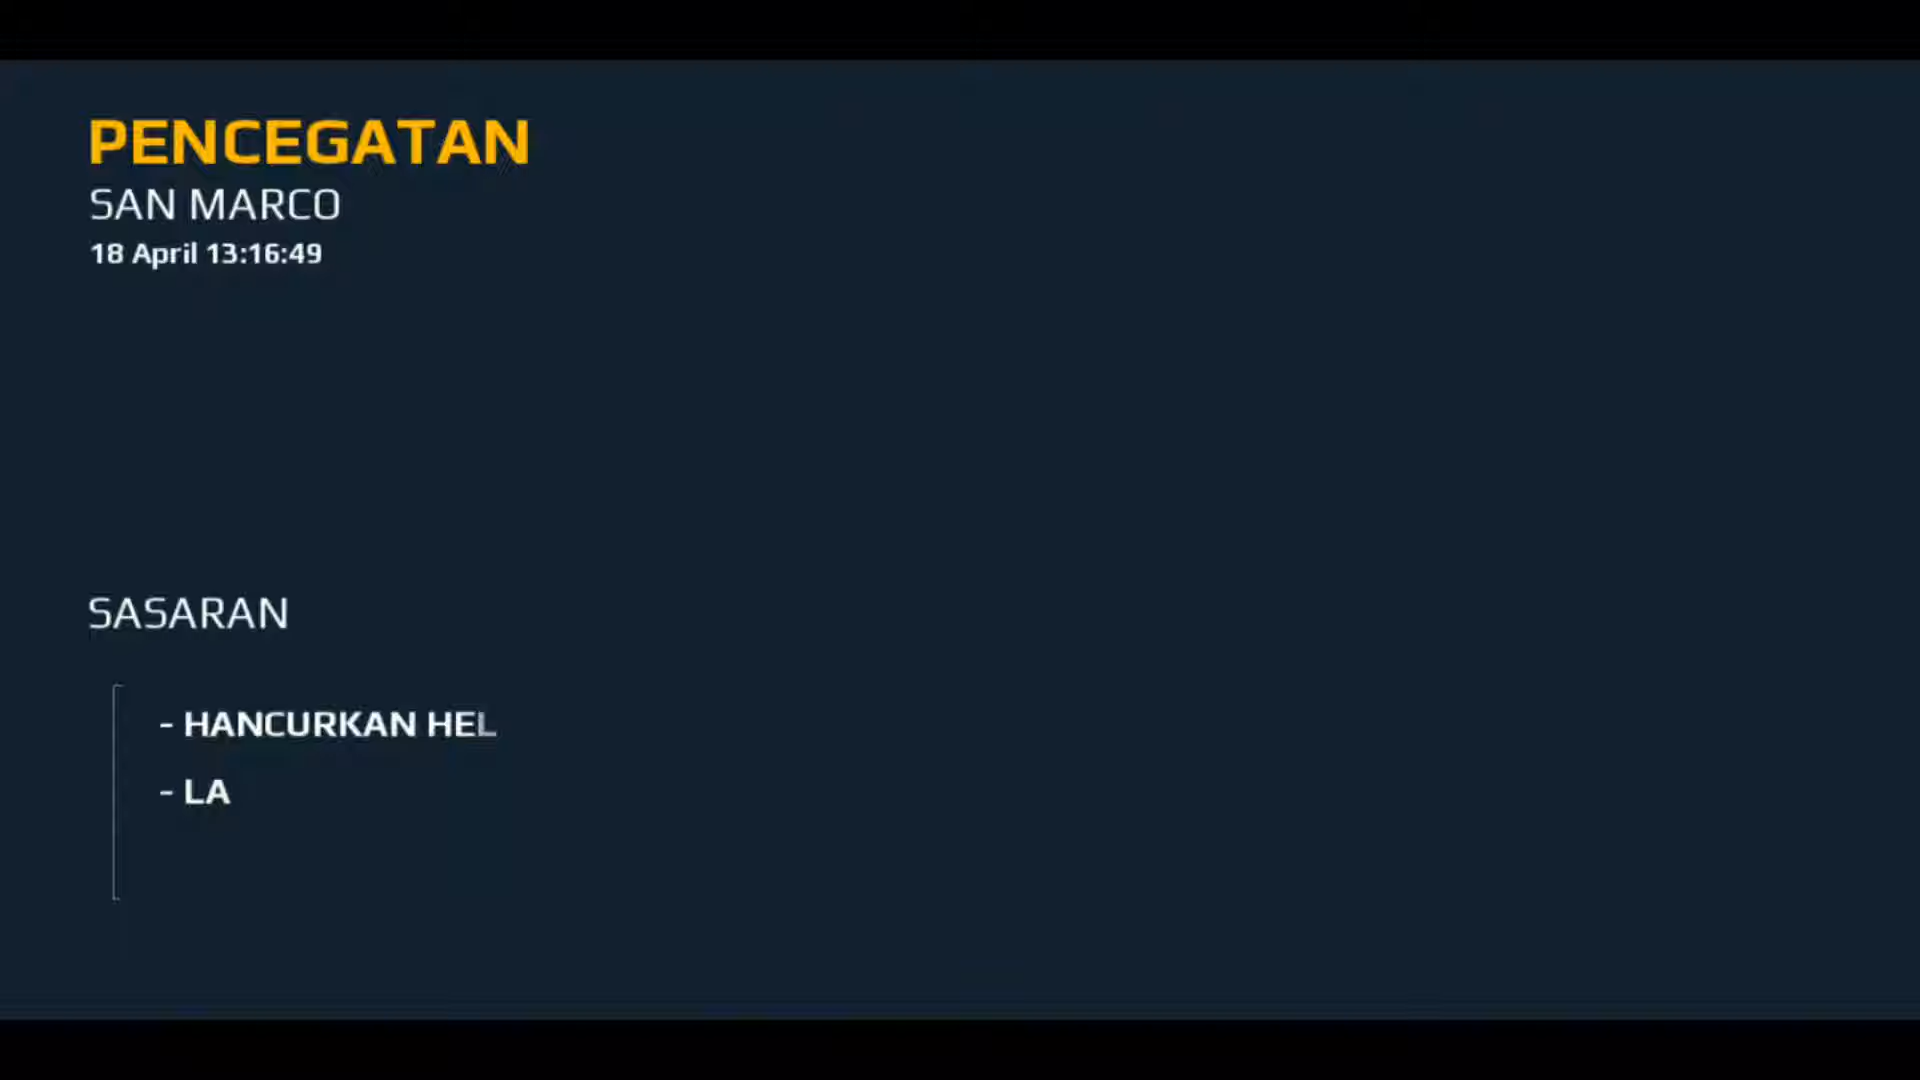 PENCEGATAN
SAN MARCO
18 April 13:16:49
SASARAN
- HANCURKAN HEL
- LA